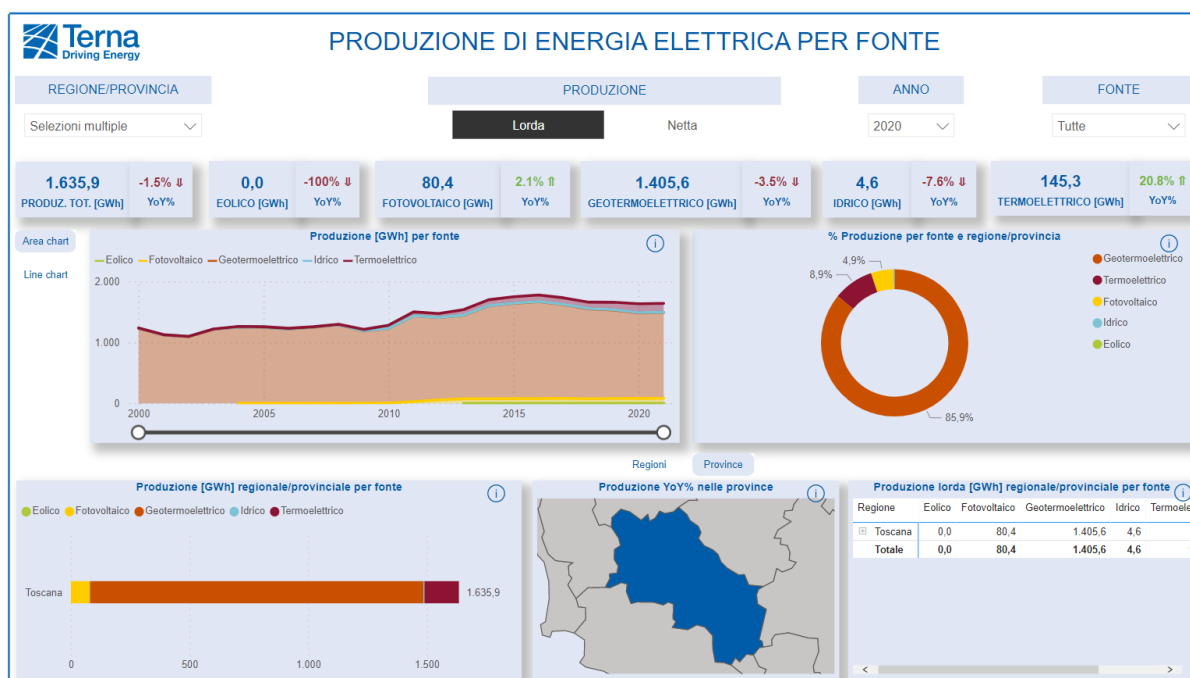 Terna
Driving Energy
PRODUZIONE DI ENERGIA ELETTRICA PER FONTE
REGIONE/PROVINCIA
PRODUZIONE
ANNO
FONTE
Selezioni multiple
Lorda
Netta
2020
Tutte
1.635,9
PRODUZ. TOT. [GWh]
-1.5% ⇓
YoY%
0,0
EOLICO [GWh]
-100% ⇓
YoY%
80,4
FOTOVOLTAICO [GWh]
2.1% ⇑
YoY%
1.405,6
GEOTERMOELETTRICO [GWh]
-3.5% ⇓
YoY%
4,6
IDRICO [GWh]
-7.6% ⇓
YoY%
145,3
TERMOELETTRICO [GWh]
20.8% ⇑
YoY%
Area chart
Line chart
Produzione [GWh] per fonte
i
Eolico Fotovoltaico Geotermoelettrico Idrico Termoelettrico
2.000
1.000
0
2000 2005 2010 2015 2020
% Produzione per fonte e regione/provincia
i
4,9%
8,9%
85,9%
Geotermoelettrico
Termoelettrico
Fotovoltaico
Idrico
Eolico
Regioni
Province
Produzione [GWh] regionale/provinciale per fonte
i
Eolico Fotovoltaico Geotermoelettrico Idrico Termoelettrico
Toscana
1.635,9
0 500 1.000 1.500
Produzione YoY% nelle province
i
Produzione lorda [GWh] regionale/provinciale per fonte
i
Regione Eolico Fotovoltaico Geotermoelettrico Idrico Termoele
Toscana 0,0 80,4 1.405,6 4,6
Totale 0,0 80,4 1.405,6 4,6